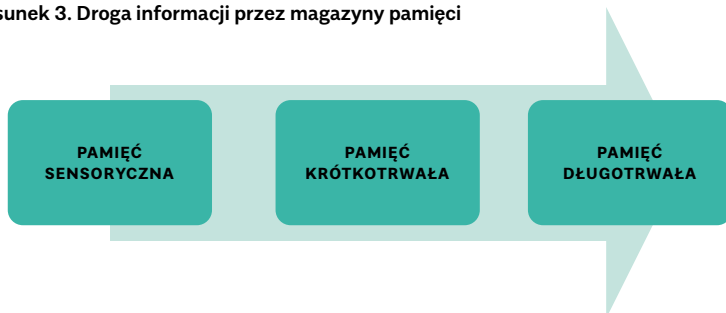 sunek 3. Droga informacji przez magazyny pamięci
PAMIĘĆ
SENSORYCZNA
PAMIĘĆ
KRÓTKOTRWAŁA
PAMIĘĆ
DŁUGOTRWAŁA